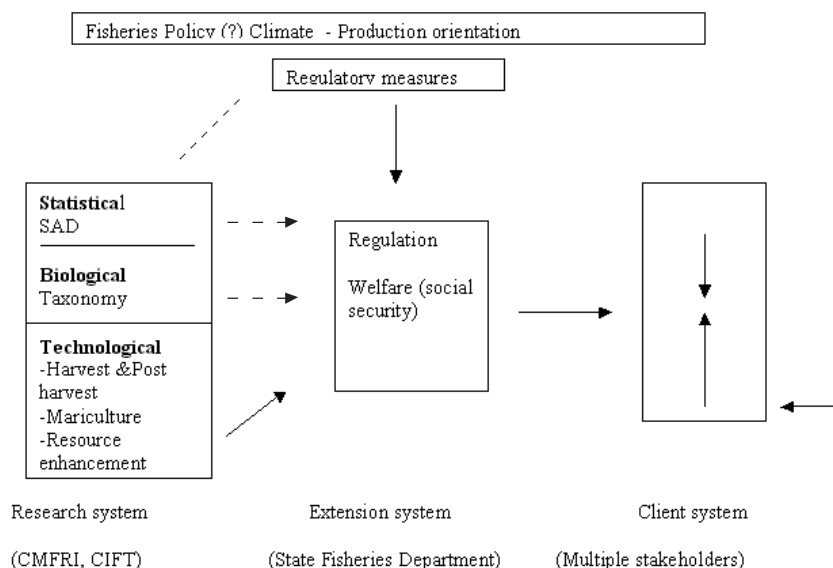 Fisheries Policy (?) Climate - Production orientation
Regulatory measures
Statistical
SAD
Biological
Taxonomy
Technological
-Harvest &Post
harvest
-Mariculture
-Resource
enhancement
Regulation
Welfare (social
security)
Research system
Extension system
Client system
(CMFRI, CIFT)
(State Fisheries Department)
(Multiple stakeholders)